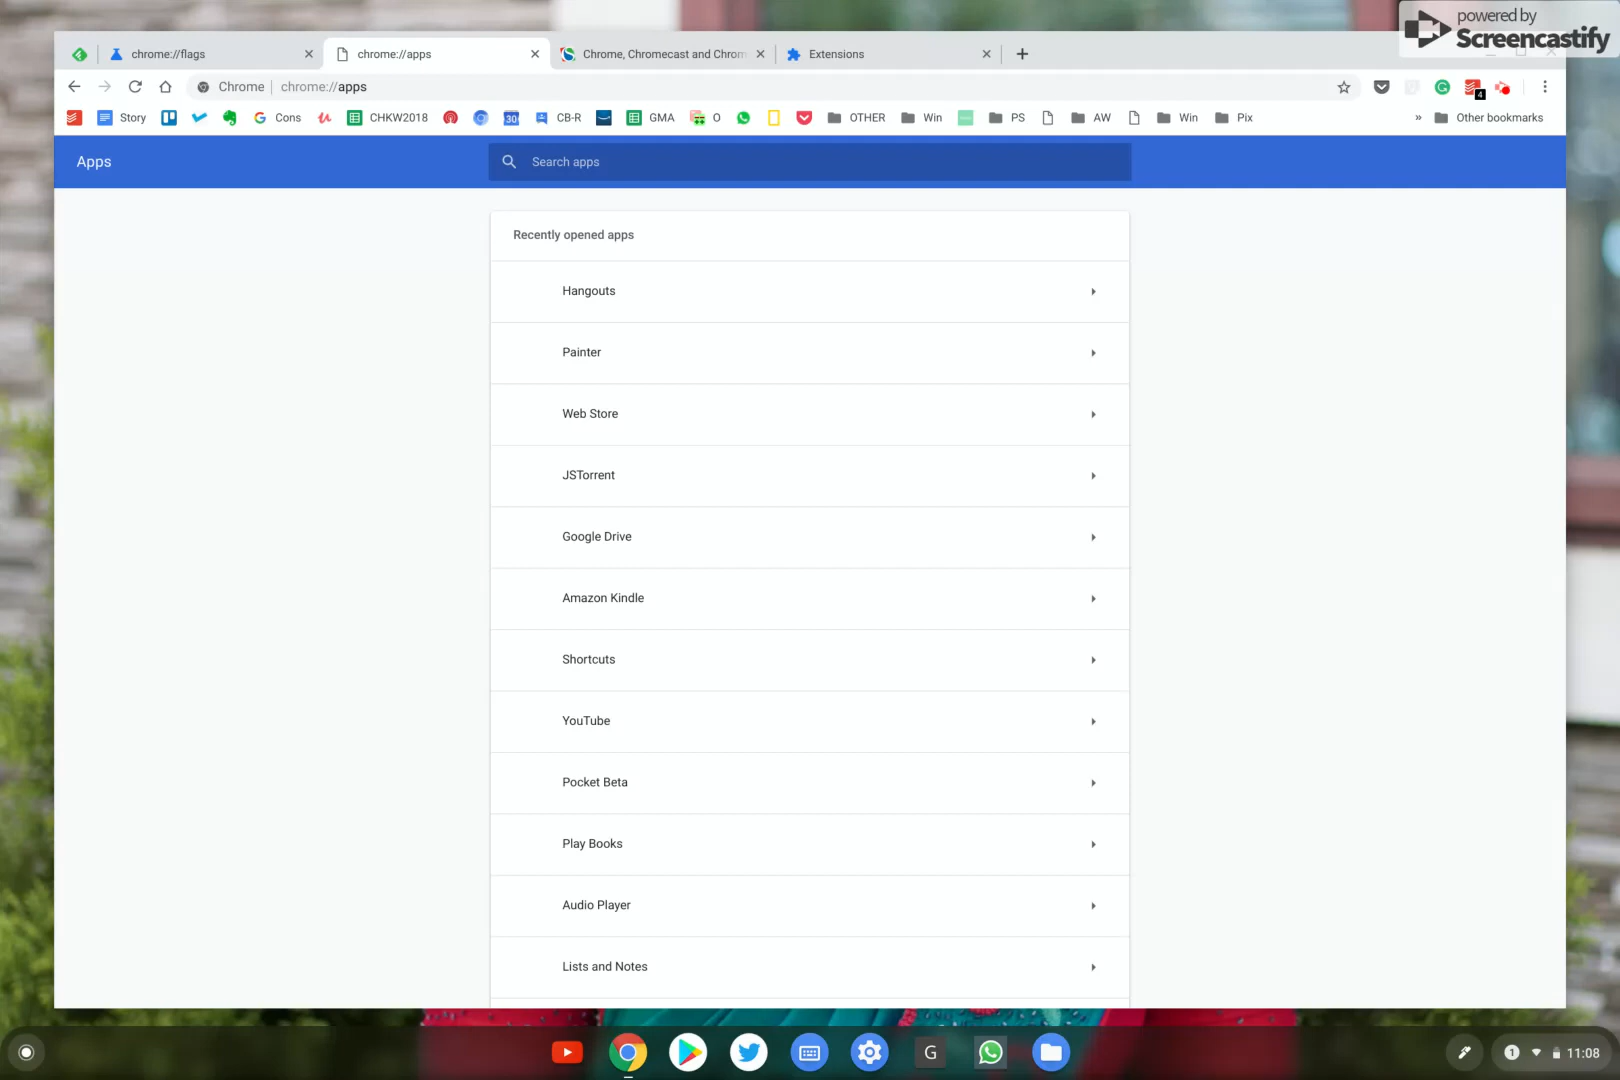 powered by
Screencastify
chrome://flags
chrome://apps
Chrome, Chromecast and Chrom
Extensions
Chrome
chrome://apps
4
Story
Cons
CHKW2018
30
CB-R
GMA
O
OTHER
Win
PS
AW
Win
Pix
»
Other bookmarks
Apps
Search apps
Recently opened apps
Hangouts
Painter
Web Store
JSTorrent
Google Drive
Amazon Kindle
Shortcuts
YouTube
Pocket Beta
Play Books
Audio Player
Lists and Notes
G
1
11:08